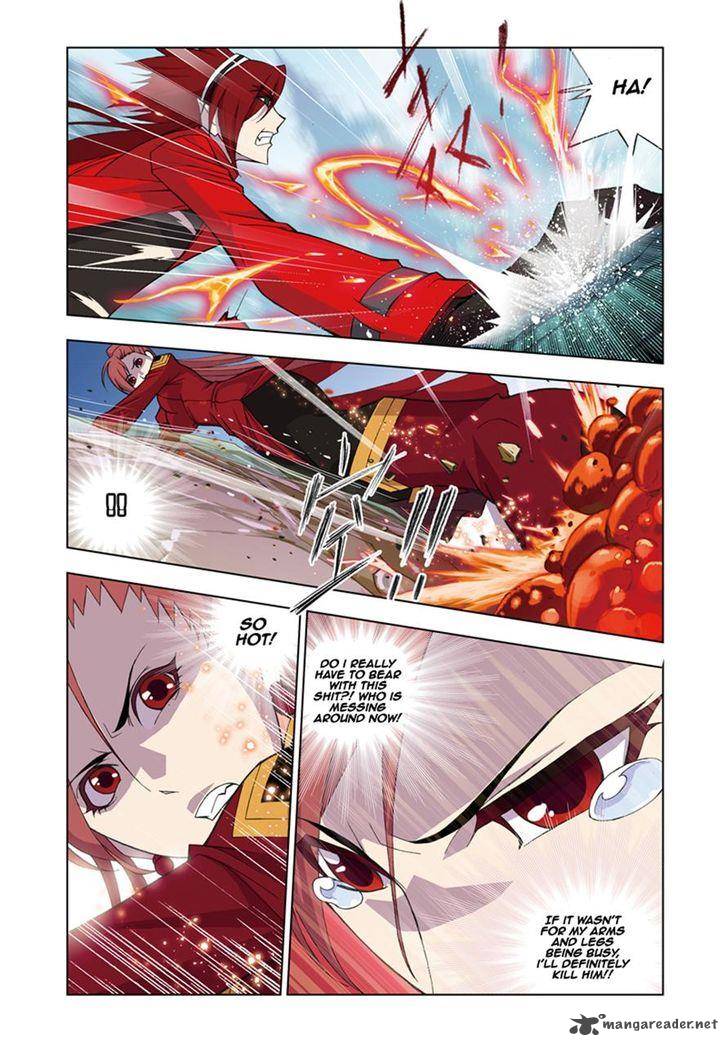 HA!
!!
SO
HOT!
DO I REALLY
HAVE TO BEAR
WITH THIS
SHIT?! WHO IS
MESSING
AROUND NOW!
IF IT WASN'T
FOR MY ARMS
AND LEGS
BEING BUSY,
I'LL DEFINITELY
KILL HIM!!
mangareader.net